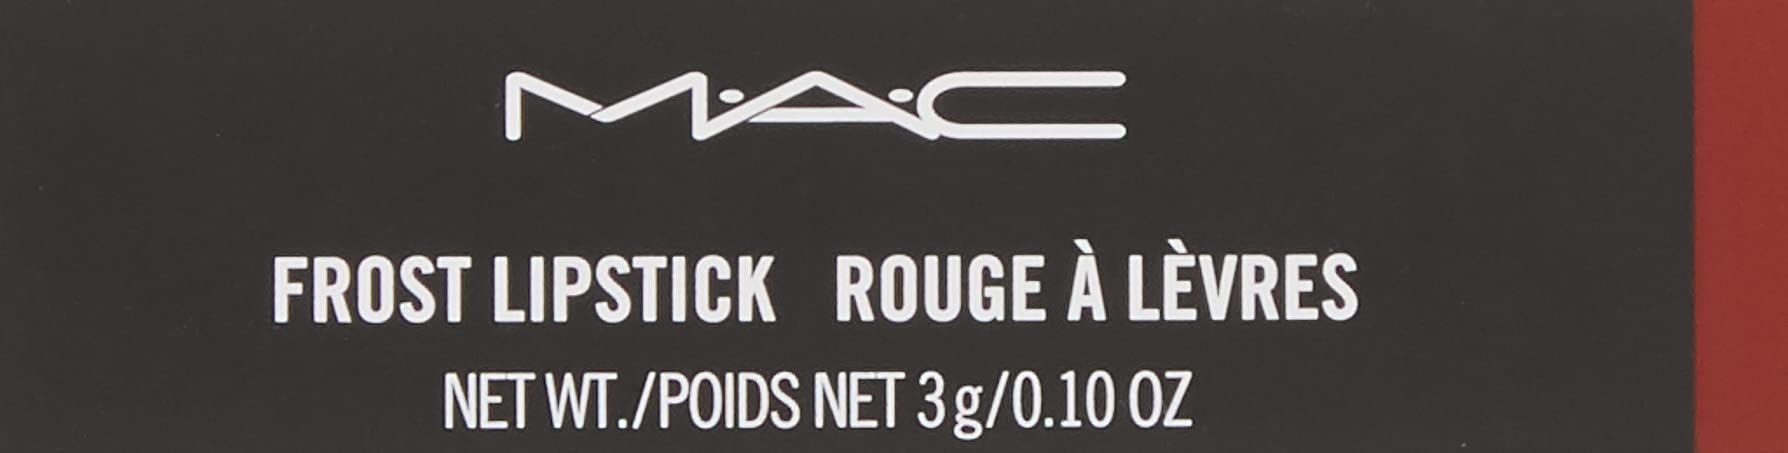 M·A·C
FROST LIPSTICK ROUGE À LÈVRES
NET WT./POIDS NET 3 g/0.10 OZ